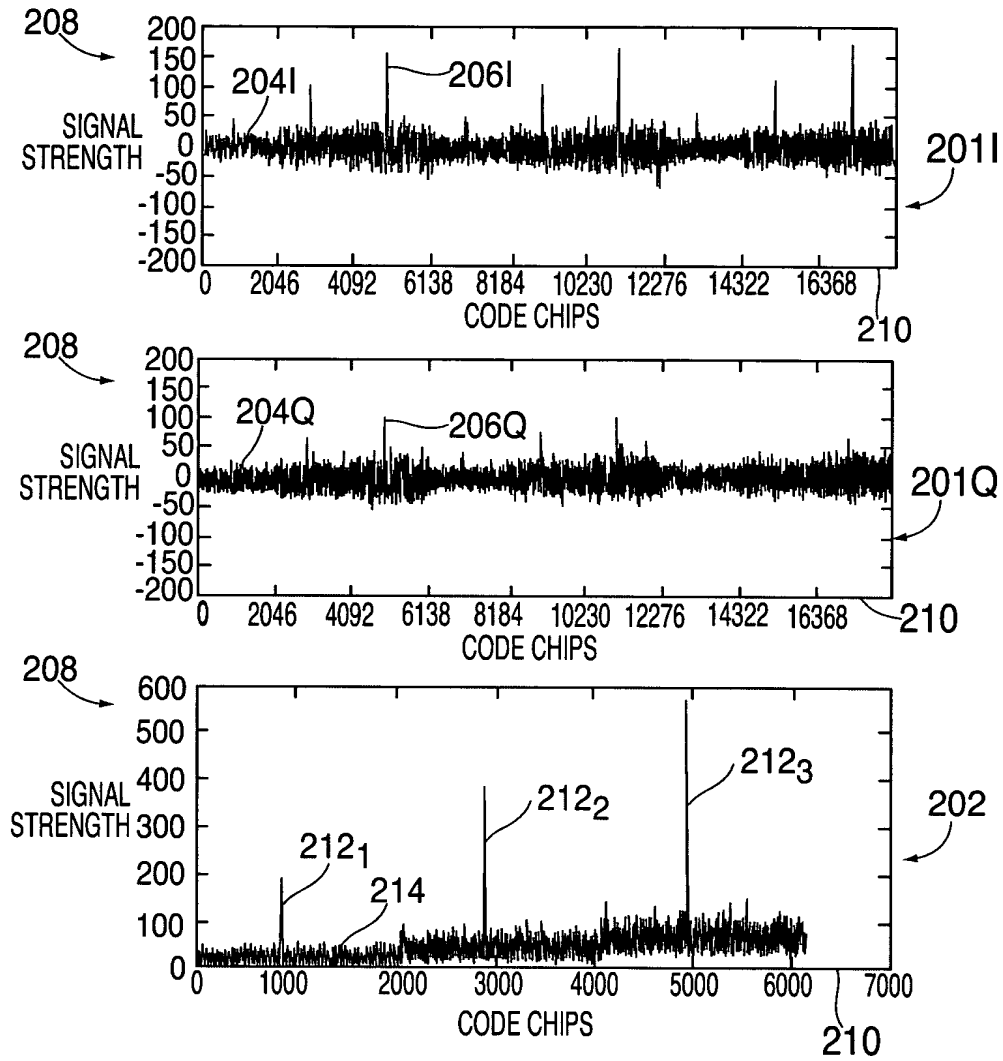 208
200
150
100
50
0
-50
-100
-150
-200
SIGNAL
STRENGTH
204I
206I
201I
0 2046 4092 6138 8184 10230 12276 14322 16368
CODE CHIPS
210
208
200
150
100
50
0
-50
-100
-150
-200
SIGNAL
STRENGTH
204Q
206Q
201Q
0 2046 4092 6138 8184 10230 12276 14322 16368
CODE CHIPS
210
208
600
500
400
300
200
100
0
SIGNAL
STRENGTH
212₁
214
212₂
212₃
202
0 1000 2000 3000 4000 5000 6000 7000
CODE CHIPS
210